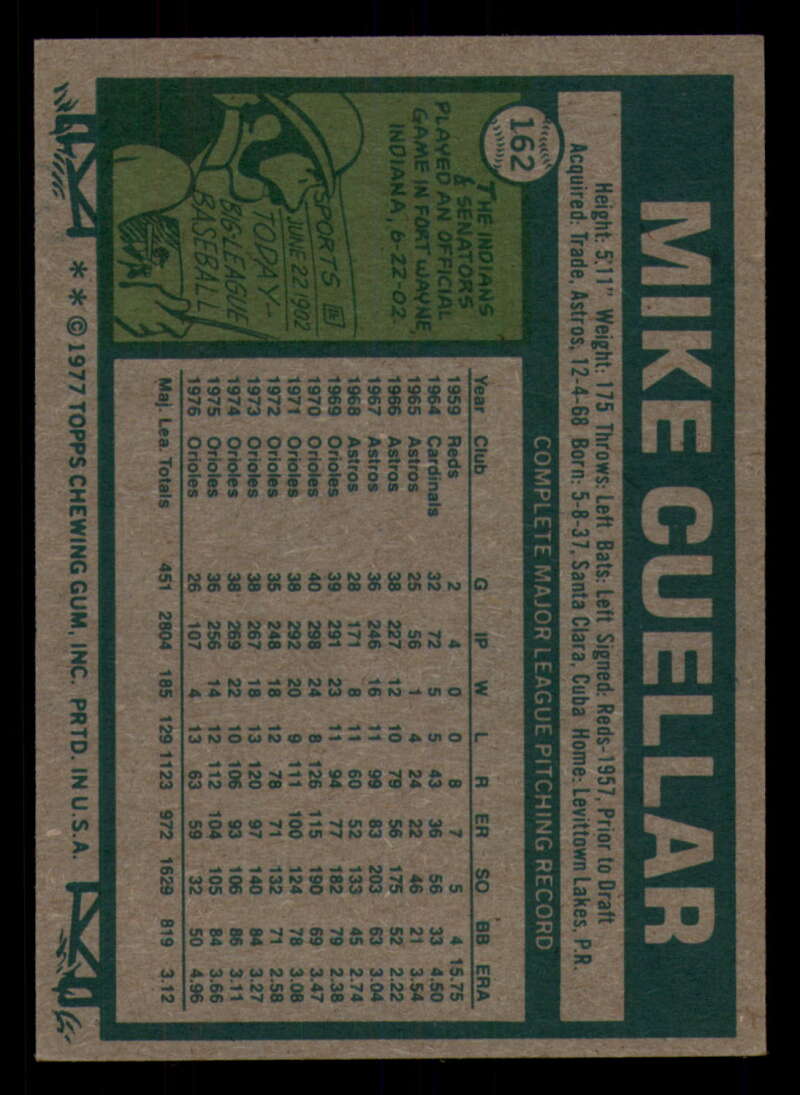 162
MIKE CUELLAR
Height: 5'11" Weight: 175 Throws: Left Bats: Left Signed: Reds-1957, Prior to Draft
Acquired: Trade, Astros, 12-4-68 Born: 5-8-37, Santa Clara, Cuba Home: Levittown Lakes, P.R.
THE INDIANS
& SENATORS
PLAYED AN OFFICIAL
GAME IN FORT WAYNE,
INDIANA, 6-22-02.
SPORTS
JUNE 22 1902
TODAY-
BIG LEAGUE
BASEBALL
COMPLETE MAJOR LEAGUE PITCHING RECORD
Year Club G IP W L R ER SO BB ERA
1959 Reds 2 4 0 0 8 7 5 4 15.75
1964 Cardinals 32 72 5 5 43 36 56 33 4.50
1965 Astros 25 56 1 4 24 22 46 21 3.54
1966 Astros 38 227 12 10 79 56 175 52 2.22
1967 Astros 36 246 16 11 99 83 203 63 3.04
1968 Astros 28 171 8 11 60 52 133 45 2.74
1969 Orioles 39 291 23 11 94 77 182 79 2.38
1970 Orioles 40 298 24 8 126 115 190 69 3.47
1971 Orioles 38 292 20 9 111 100 124 78 3.08
1972 Orioles 35 248 18 12 78 71 132 71 2.58
1973 Orioles 38 267 18 13 120 97 140 84 3.27
1974 Orioles 38 269 22 10 106 93 106 86 3.11
1975 Orioles 36 256 14 12 112 104 105 84 3.66
1976 Orioles 26 107 4 13 63 59 32 50 4.96
Maj. Lea. Totals 451 2804 185 129 1123 972 1629 819 3.12
** © 1977 TOPPS CHEWING GUM, INC. PRTD. IN U.S.A.